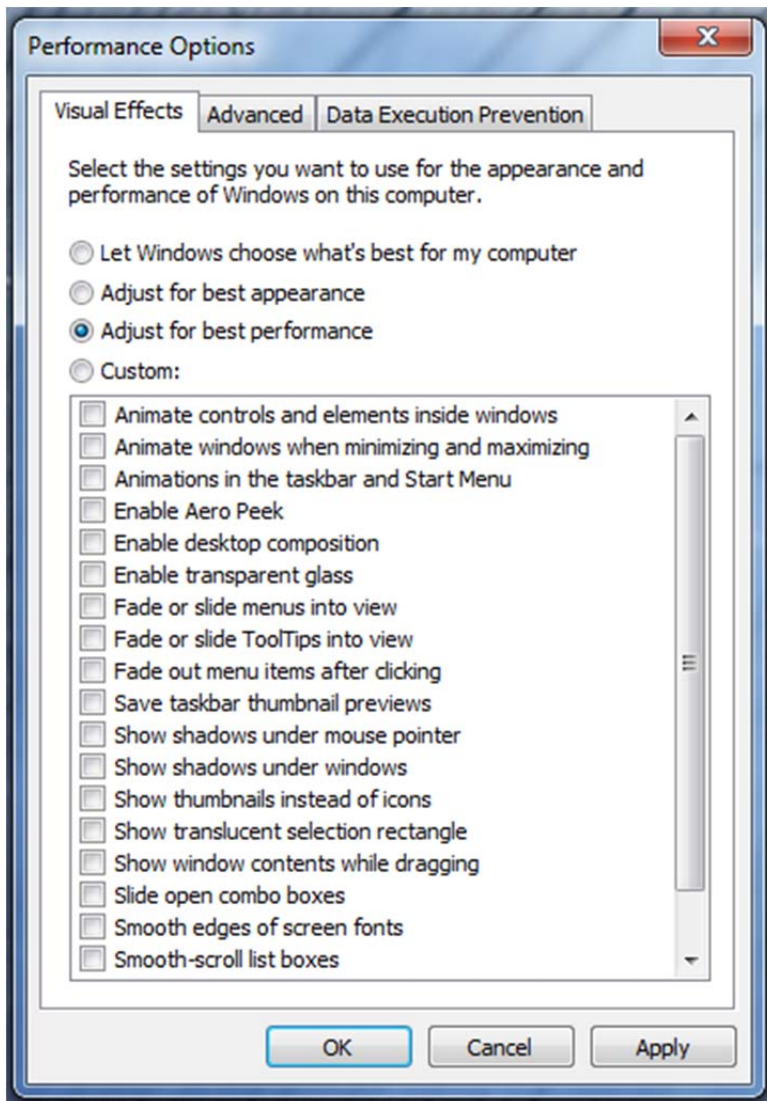 Performance Options
Visual Effects Advanced Data Execution Prevention
Select the settings you want to use for the appearance and
performance of Windows on this computer.
Let Windows choose what's best for my computer
Adjust for best appearance
Adjust for best performance
Custom:
Animate controls and elements inside windows
Animate windows when minimizing and maximizing
Animations in the taskbar and Start Menu
Enable Aero Peek
Enable desktop composition
Enable transparent glass
Fade or slide menus into view
Fade or slide ToolTips into view
Fade out menu items after clicking
Save taskbar thumbnail previews
Show shadows under mouse pointer
Show shadows under windows
Show thumbnails instead of icons
Show translucent selection rectangle
Show window contents while dragging
Slide open combo boxes
Smooth edges of screen fonts
Smooth-scroll list boxes
OK Cancel Apply